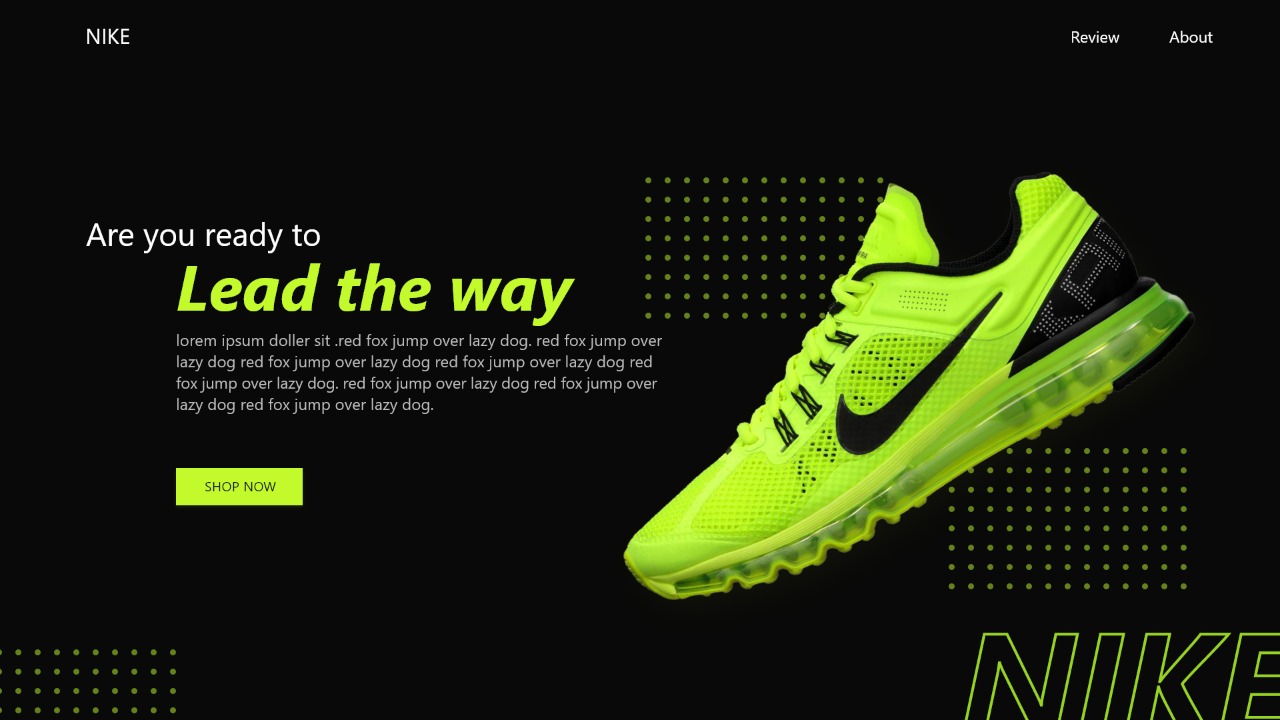 NIKE
Review
About
Are you ready to
Lead the way
lorem ipsum doller sit .red fox jump over lazy dog. red fox jump over
lazy dog red fox jump over lazy dog red fox jump over lazy dog red
fox jump over lazy dog. red fox jump over lazy dog red fox jump over
lazy dog red fox jump over lazy dog.
SHOP NOW
NIKE